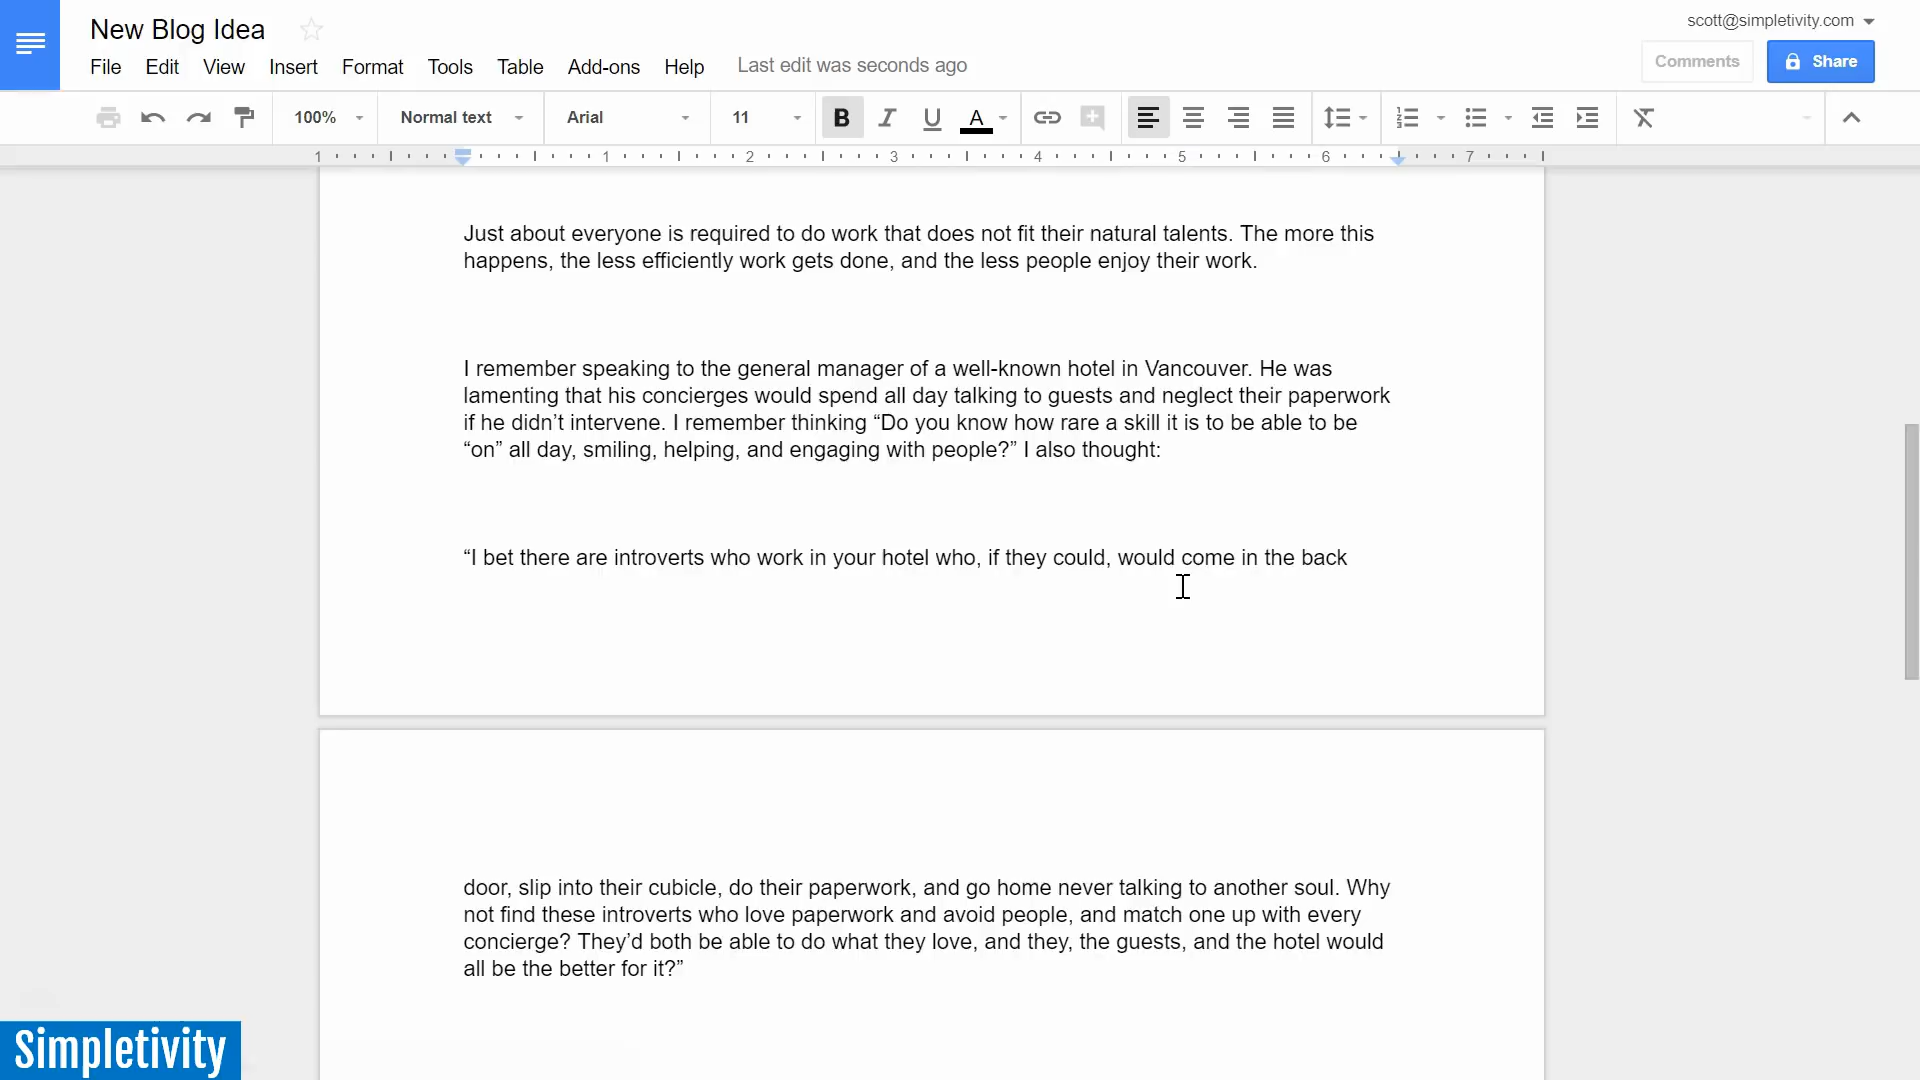 New Blog Idea
scott@simpletivity.com
File Edit View Insert Format Tools Table Add-ons Help Last edit was seconds ago
Comments
Share
100% Normal text Arial 11 B I U A
1 1 2 3 4 5 6 7
Just about everyone is required to do work that does not fit their natural talents. The more this
happens, the less efficiently work gets done, and the less people enjoy their work.
I remember speaking to the general manager of a well-known hotel in Vancouver. He was
lamenting that his concierges would spend all day talking to guests and neglect their paperwork
if he didn’t intervene. I remember thinking “Do you know how rare a skill it is to be able to be
“on” all day, smiling, helping, and engaging with people?” I also thought:
“I bet there are introverts who work in your hotel who, if they could, would come in the back
door, slip into their cubicle, do their paperwork, and go home never talking to another soul. Why
not find these introverts who love paperwork and avoid people, and match one up with every
concierge? They’d both be able to do what they love, and they, the guests, and the hotel would
all be the better for it?”
Simpletivity